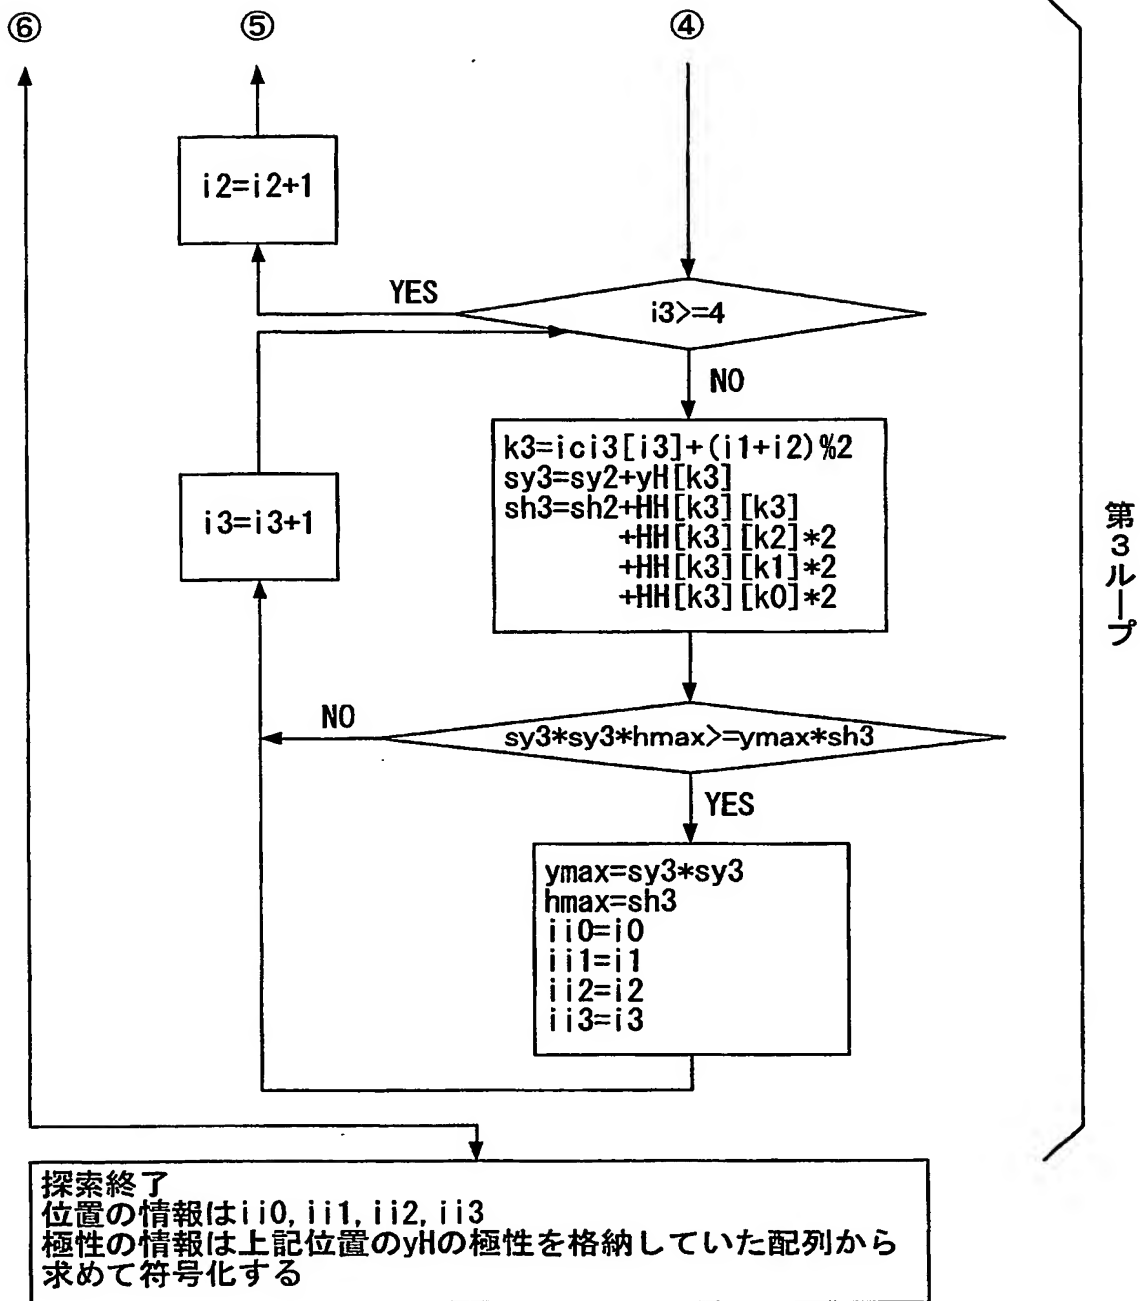 ⑥ ⑤ ④
i2=i2+1
YES
i3>=4
NO
k3=ici3[i3]+(i1+i2)%2
sy3=sy2+yH[k3]
sh3=sh2+HH[k3][k3]
+HH[k3][k2]*2
+HH[k3][k1]*2
+HH[k3][k0]*2
i3=i3+1
第3ループ
NO
sy3*sy3*hmax>=ymax*sh3
YES
ymax=sy3*sy3
hmax=sh3
ii0=i0
ii1=i1
ii2=i2
ii3=i3
探索終了
位置の情報はii0,ii1,ii2,ii3
極性の情報は上記位置のyHの極性を格納していた配列から
求めて符号化する